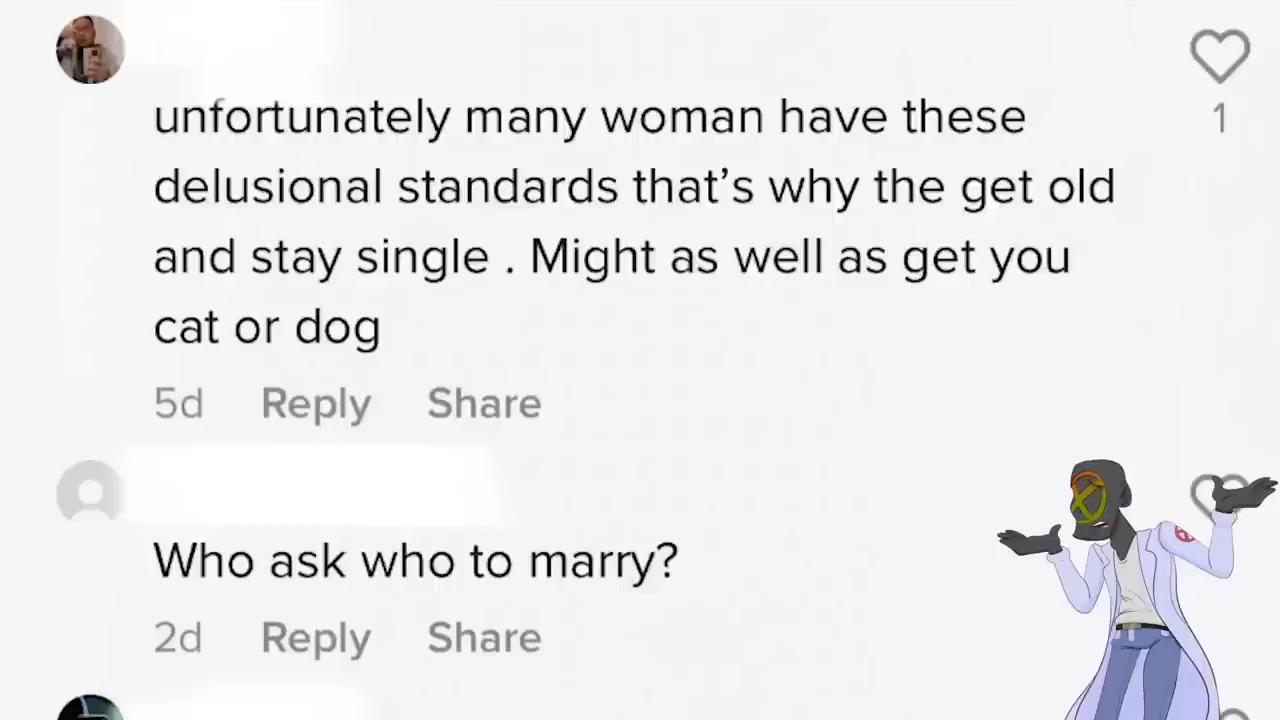 1
unfortunately many woman have these
delusional standards that's why the get old
and stay single . Might as well as get you
cat or dog
5d Reply Share
Who ask who to marry?
2d Reply Share